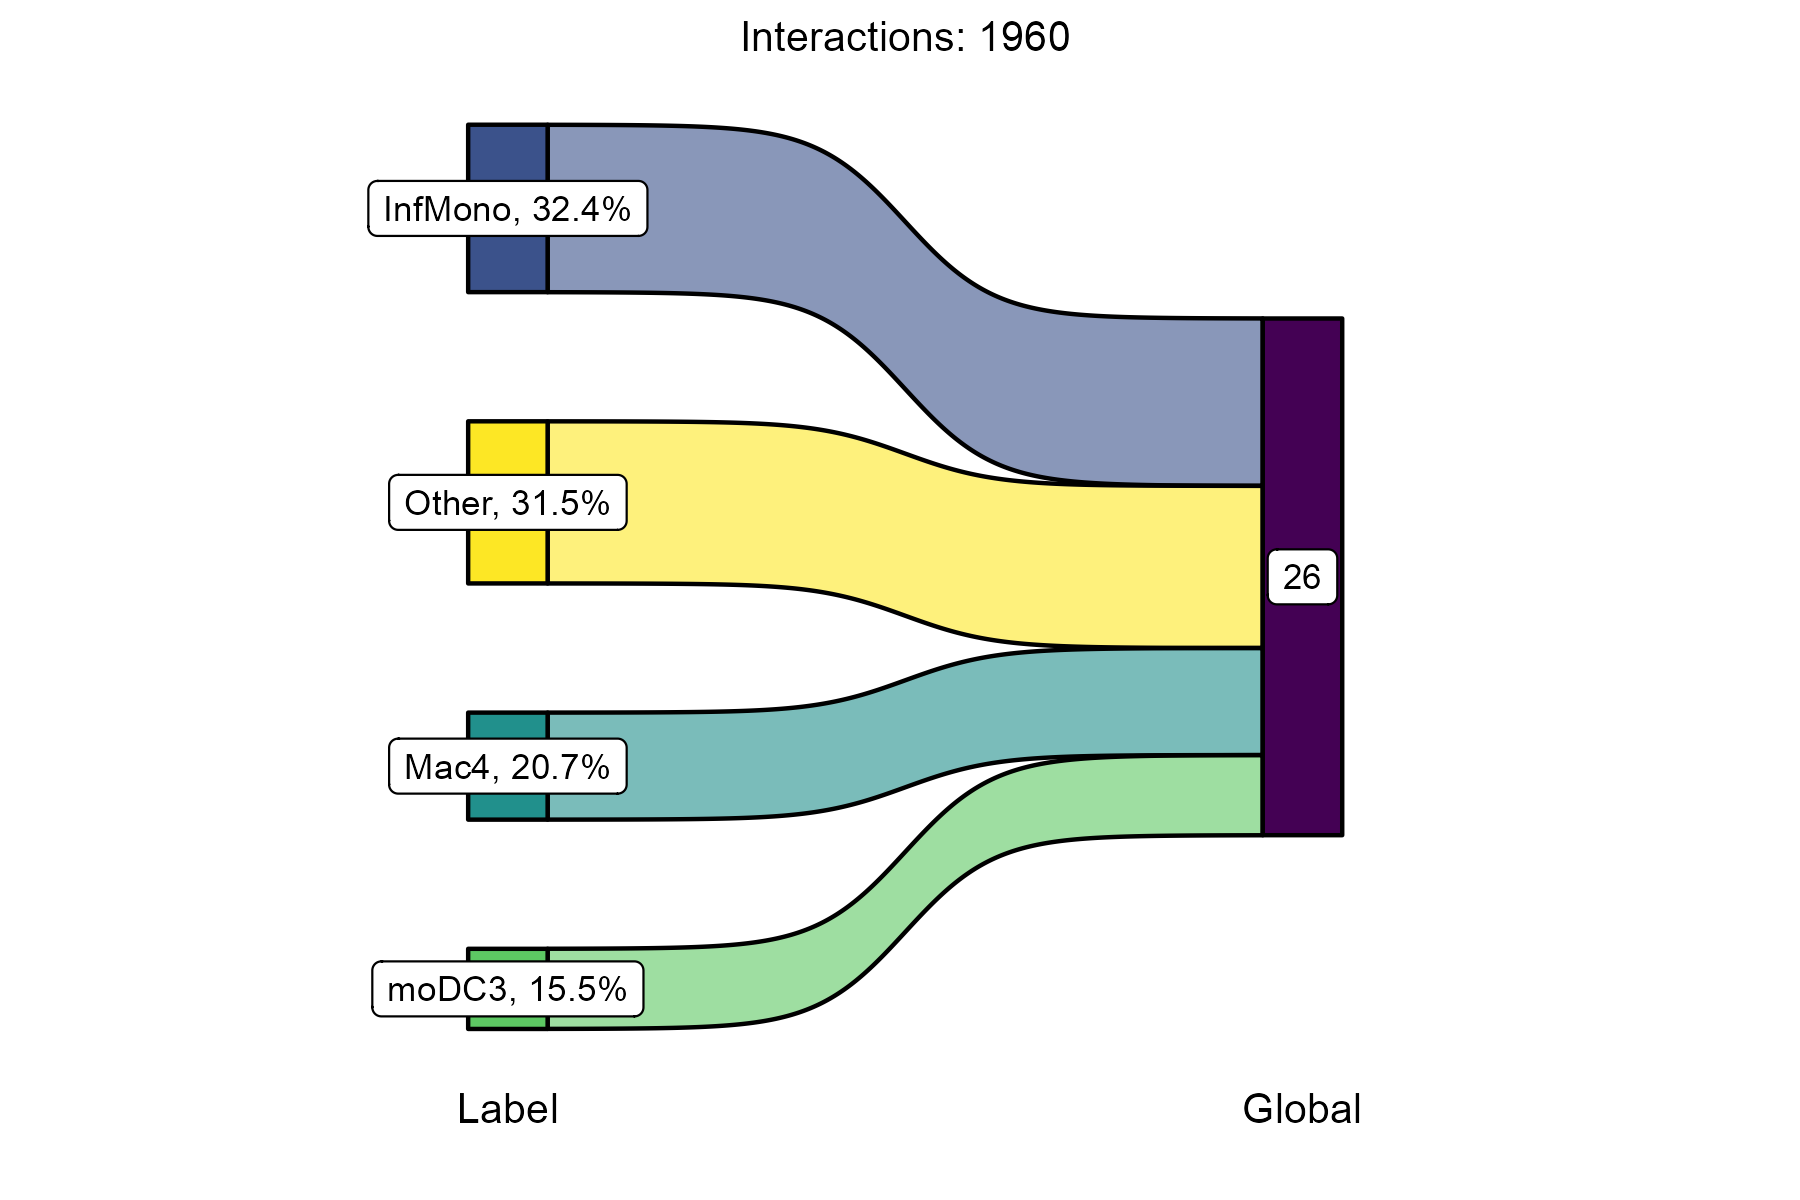 Interactions: 1960
InfMono, 32.4%
Other, 31.5%
26
Mac4, 20.7%
moDC3, 15.5%
Label
Global